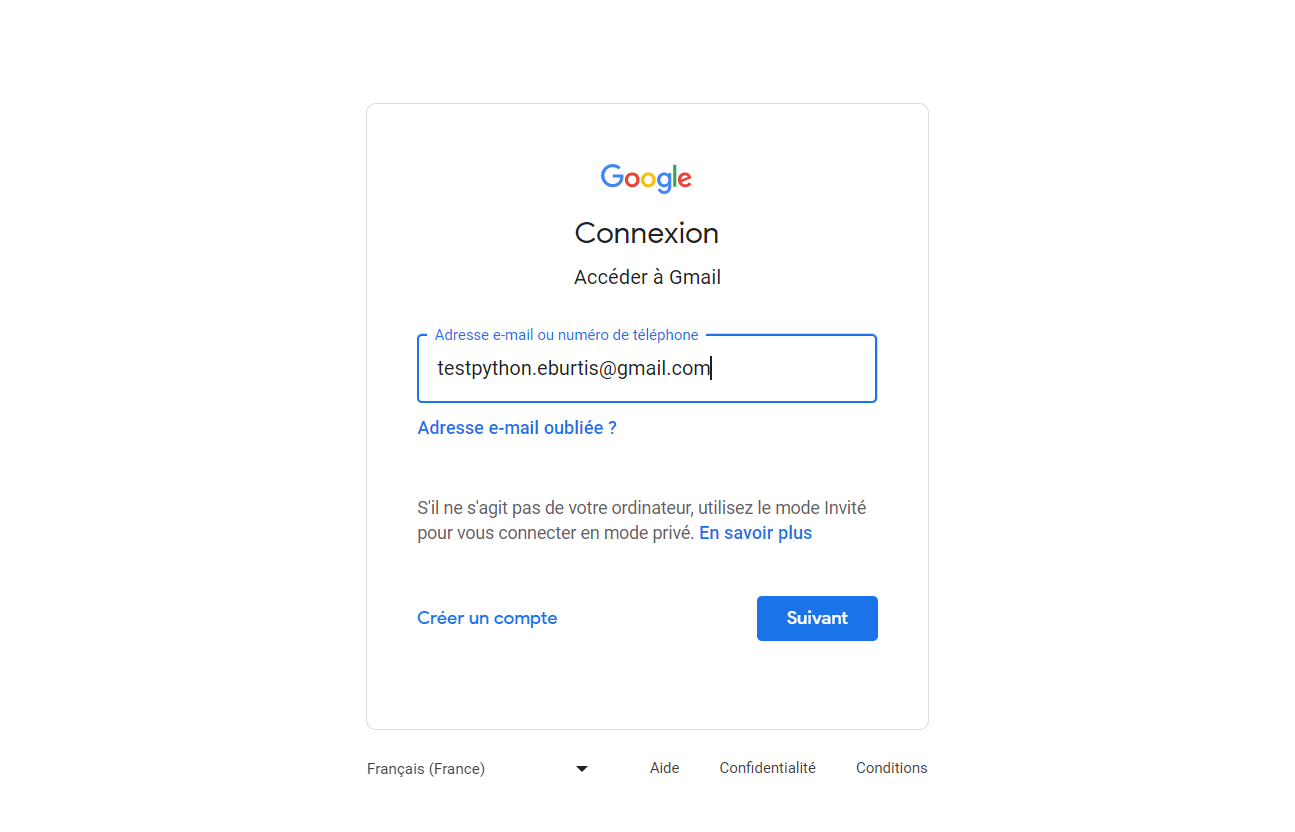 Google
Connexion
Accéder à Gmail
Adresse e-mail ou numéro de téléphone
testpython.eburtis@gmail.com
Adresse e-mail oubliée ?
S'il ne s'agit pas de votre ordinateur, utilisez le mode Invité
pour vous connecter en mode privé. En savoir plus
Créer un compte Suivant
Français (France) Aide Confidentialité Conditions